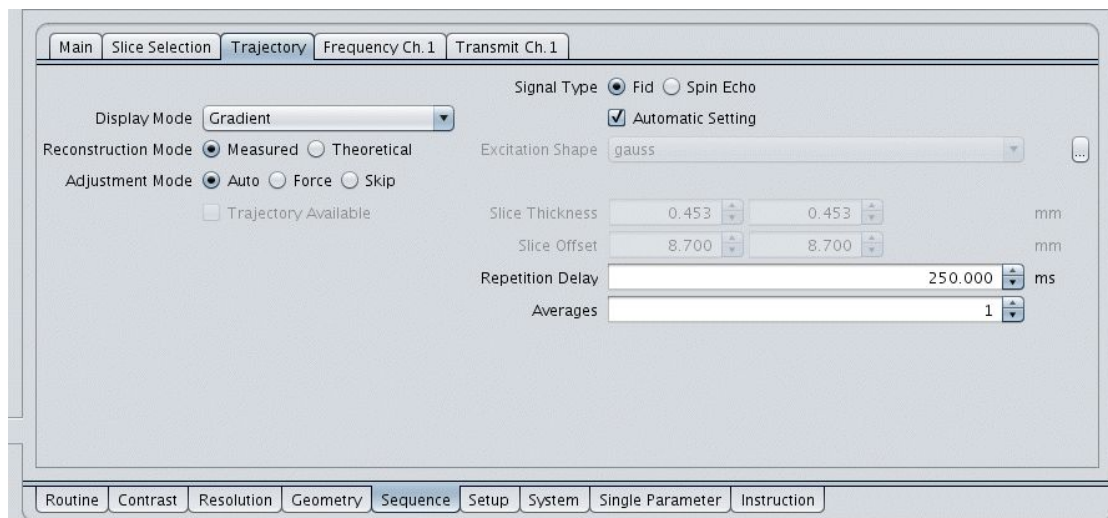 Main Slice Selection Trajectory Frequency Ch.1 Transmit Ch.1
Signal Type Fid Spin Echo
Display Mode Gradient Automatic Setting
Reconstruction Mode Measured Theoretical Excitation Shape gauss ...
Adjustment Mode Auto Force Skip
Trajectory Available Slice Thickness 0.453 0.453 mm
Slice Offset 8.700 8.700 mm
Repetition Delay 250.000 ms
Averages 1
Routine Contrast Resolution Geometry Sequence Setup System Single Parameter Instruction